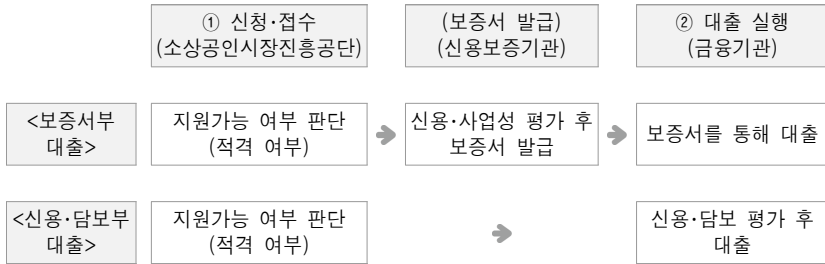 ① 신청·접수
(소상공인시장진흥공단)
(보증서 발급)
(신용보증기관)
② 대출 실행
(금융기관)
<보증서부
대출>
지원가능 여부 판단
(적격 여부)
신용·사업성 평가 후
보증서 발급
보증서를 통해 대출
<신용·담보부
대출>
지원가능 여부 판단
(적격 여부)
신용·담보 평가 후
대출